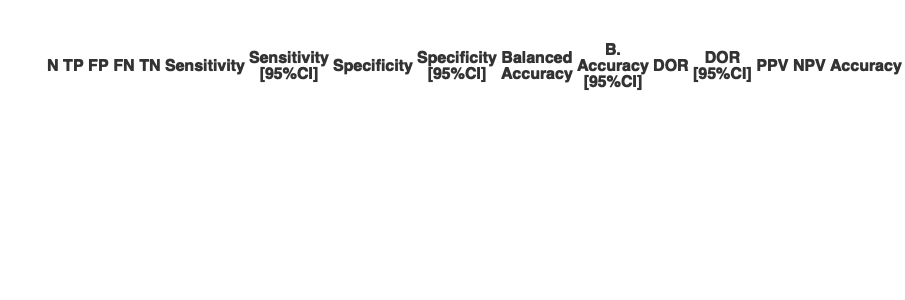 N TP FP FN TN Sensitivity Sensitivity [95%CI] Specificity Specificity [95%CI] Balanced Accuracy B. Accuracy [95%CI] DOR DOR [95%CI] PPV NPV Accuracy